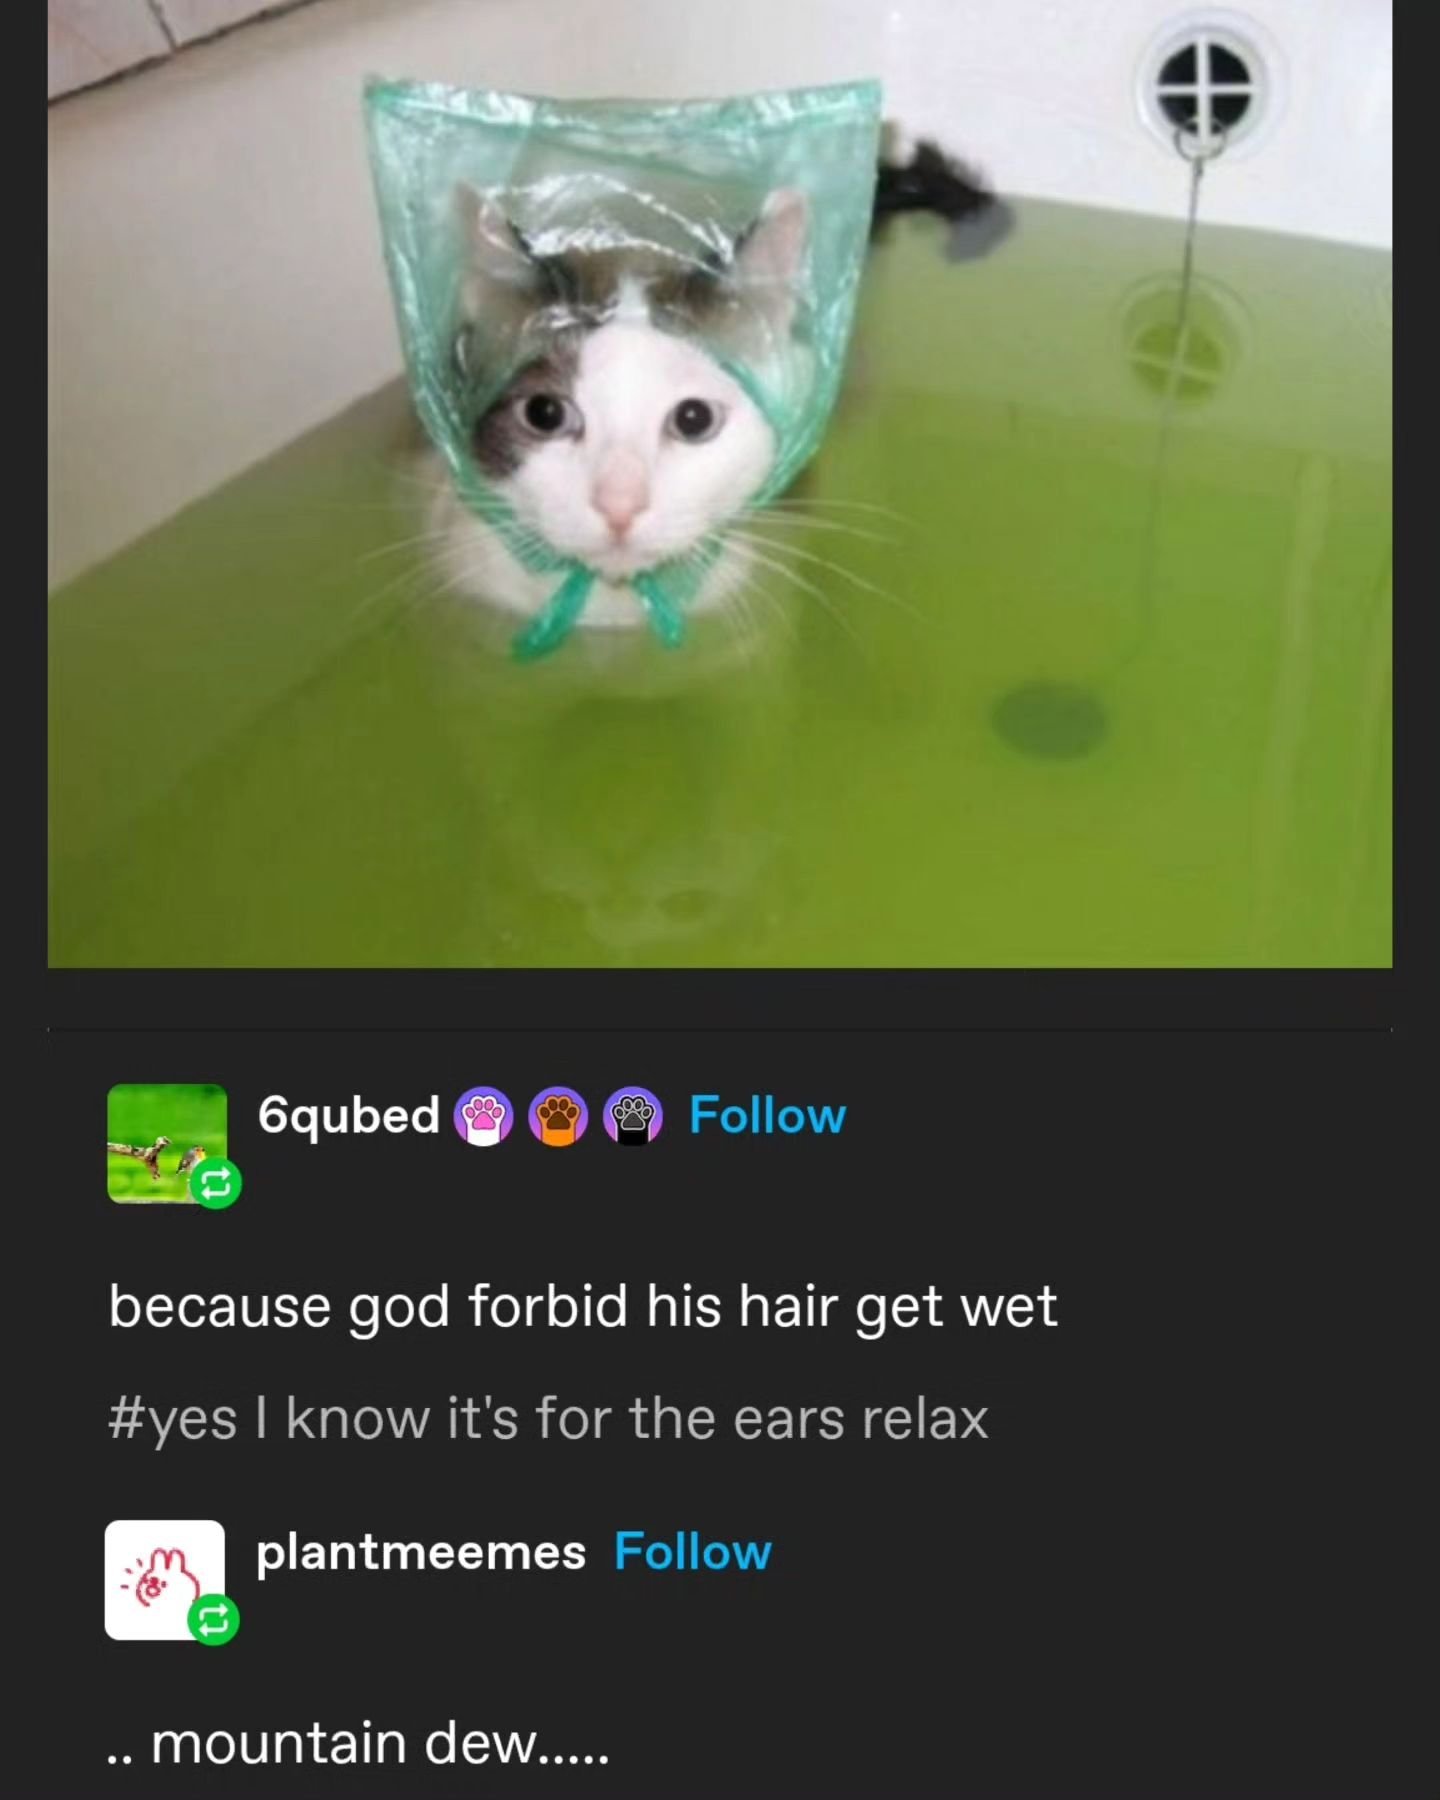 6qubed Follow
because god forbid his hair get wet
#yes I know it's for the ears relax
plantmeemes Follow
.. mountain dew.....